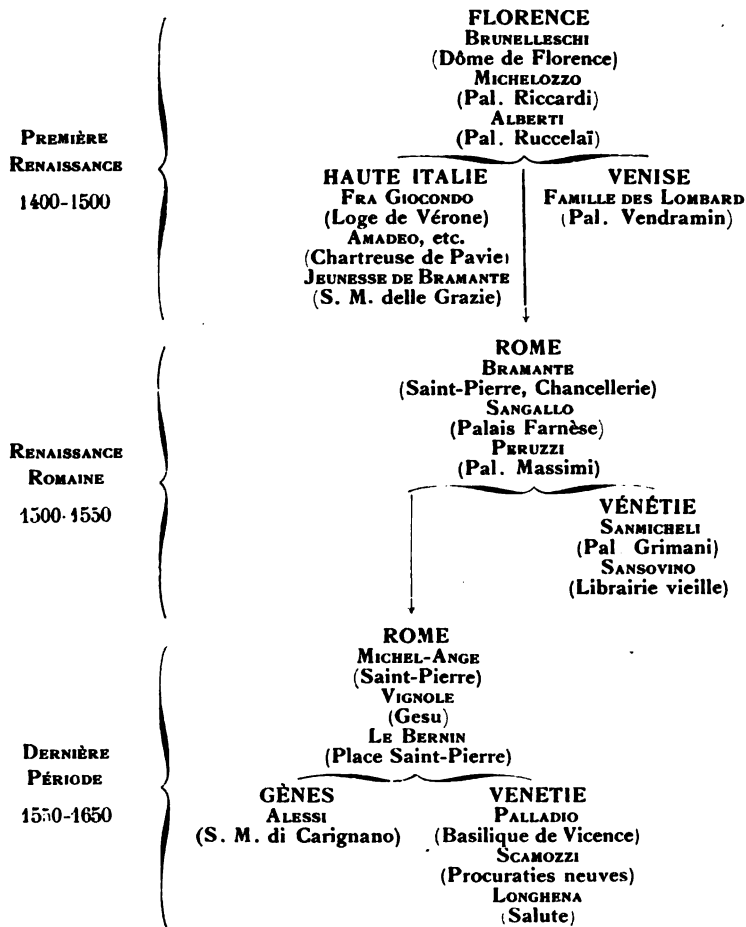 FLORENCE
BRUNELLESCHI
(Dôme de Florence)
MICHELOZZO
(Pal. Riccardi)
ALBERTI
(Pal. Ruccelaï)
PREMIÈRE
RENAISSANCE
1400-1500
HAUTE ITALIE
FRA GIOCONDO
(Loge de Vérone)
AMADEO, etc.
(Chartreuse de Pavie)
JEUNESSE DE BRAMANTE
(S. M. delle Grazie)
VENISE
FAMILLE DES LOMBARD
(Pal. Vendramin)
RENAISSANCE
ROMAINE
1500-1550
ROME
BRAMANTE
(Saint-Pierre, Chancellerie)
SANGALLO
(Palais Farnèse)
PERUZZI
(Pal. Massimi)
VÉNÉTIE
SANMICHELI
(Pal Grimani)
SANSOVINO
(Librairie vieille)
DERNIÈRE
PÉRIODE
1550-1650
ROME
MICHEL-ANGE
(Saint-Pierre)
VIGNOLE
(Gesu)
LE BERNIN
(Place Saint-Pierre)
GÈNES
ALESSI
(S. M. di Carignano)
VENETIE
PALLADIO
(Basilique de Vicence)
SCAMOZZI
(Procuraties neuves)
LONGHENA
(Salute)